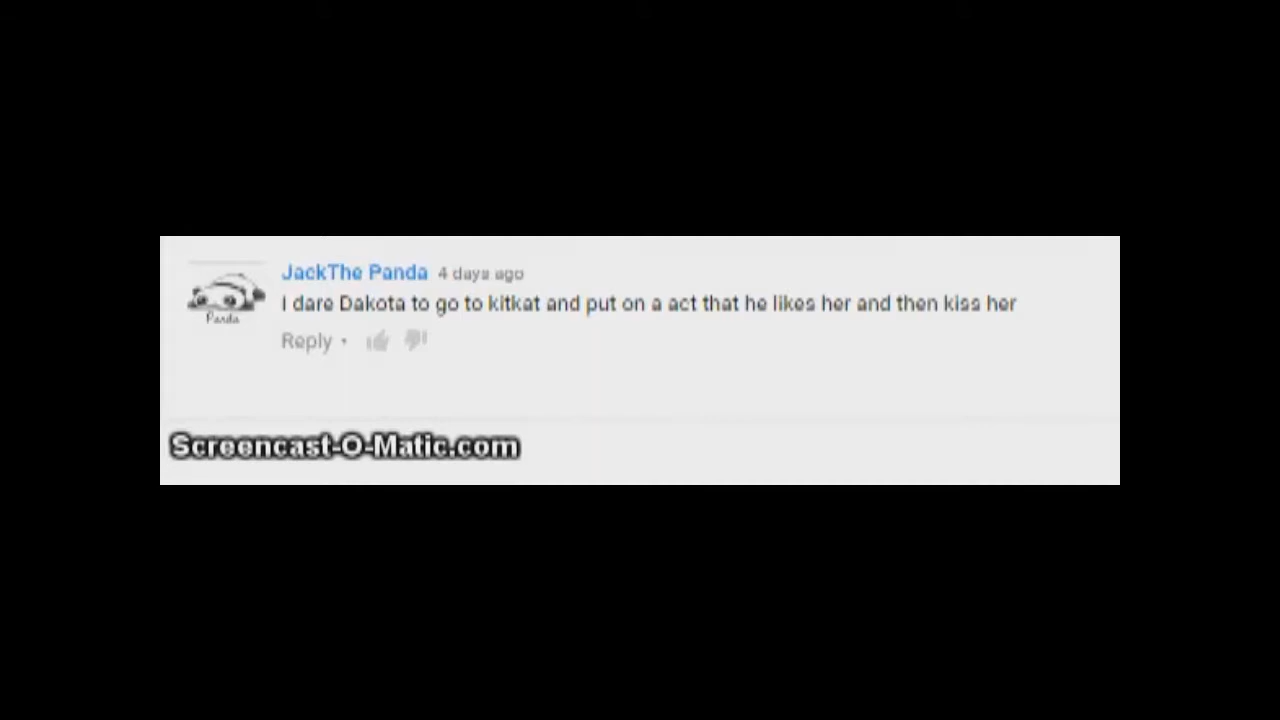 JackThe Panda 4 days ago
I dare Dakota to go to kitkat and put on a act that he likes her and then kiss her
Panda
Reply •
Screencast-O-Matic.com